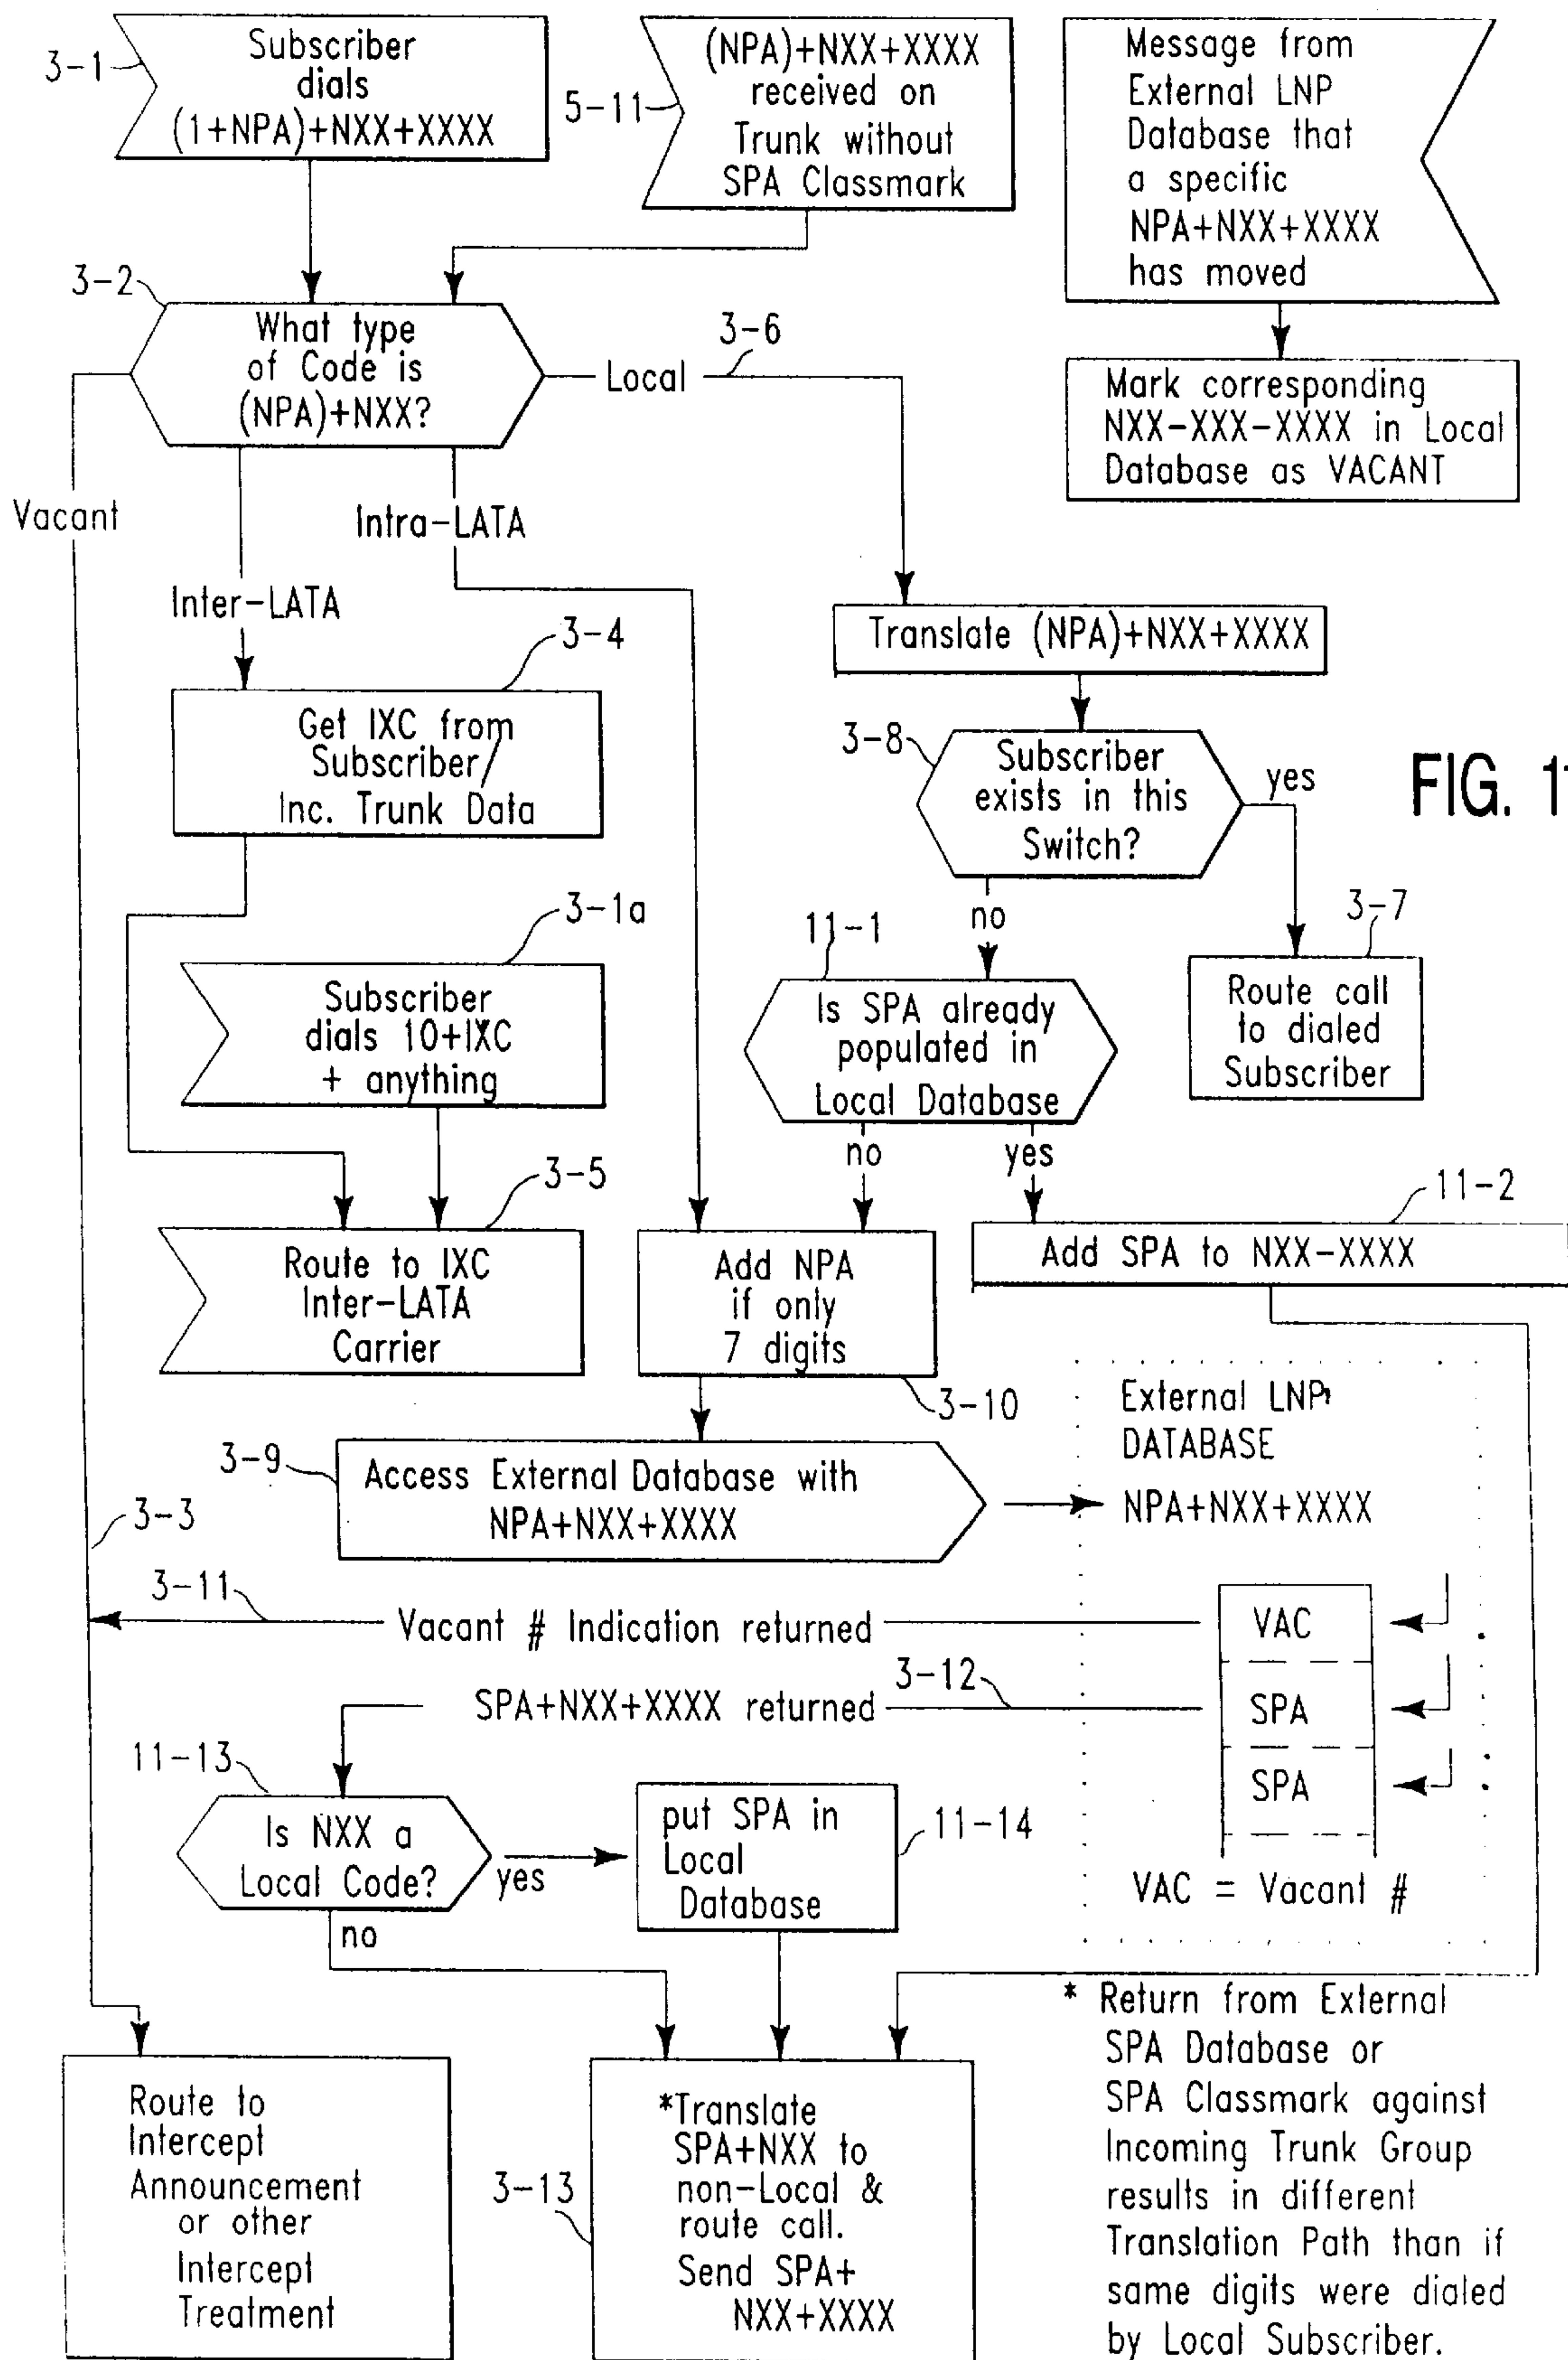 3-1
Subscriber
dials
(1+NPA)+NXX+XXXX
5-11
(NPA)+NXX+XXXX
received on
Trunk without
SPA Classmark
Message from
External LNP
Database that
a specific
NPA+NXX+XXXX
has moved
3-2
What type
of Code is
(NPA)+NXX?
Local
3-6
Mark corresponding
NXX-XXX-XXXX in Local
Database as VACANT
Vacant
Intra-LATA
Inter-LATA
3-4
Get IXC from
Subscriber/
Inc. Trunk Data
Translate (NPA)+NXX+XXXX
3-8
Subscriber
exists in this
Switch?
yes
no
FIG. 11
3-7
Route call
to dialed
Subscriber
3-1a
Subscriber
dials 10+IXC
+ anything
11-1
Is SPA already
populated in
Local Database
no
yes
3-5
Route to IXC
Inter-LATA
Carrier
Add NPA
if only
7 digits
3-10
11-2
Add SPA to NXX-XXXX
3-9
Access External Database with
NPA+NXX+XXXX
External LNP
DATABASE
NPA+NXX+XXXX
3-3
3-11
Vacant # Indication returned
VAC
3-12
SPA+NXX+XXXX returned
SPA
SPA
VAC = Vacant #
11-13
Is NXX a
Local Code?
yes
no
put SPA in
Local
Database
11-14
Route to
Intercept
Announcement
or other
Intercept
Treatment
3-13
*Translate
SPA+NXX to
non-Local &
route call.
Send SPA+
NXX+XXXX
* Return from External
SPA Database or
SPA Classmark against
Incoming Trunk Group
results in different
Translation Path than if
same digits were dialed
by Local Subscriber.